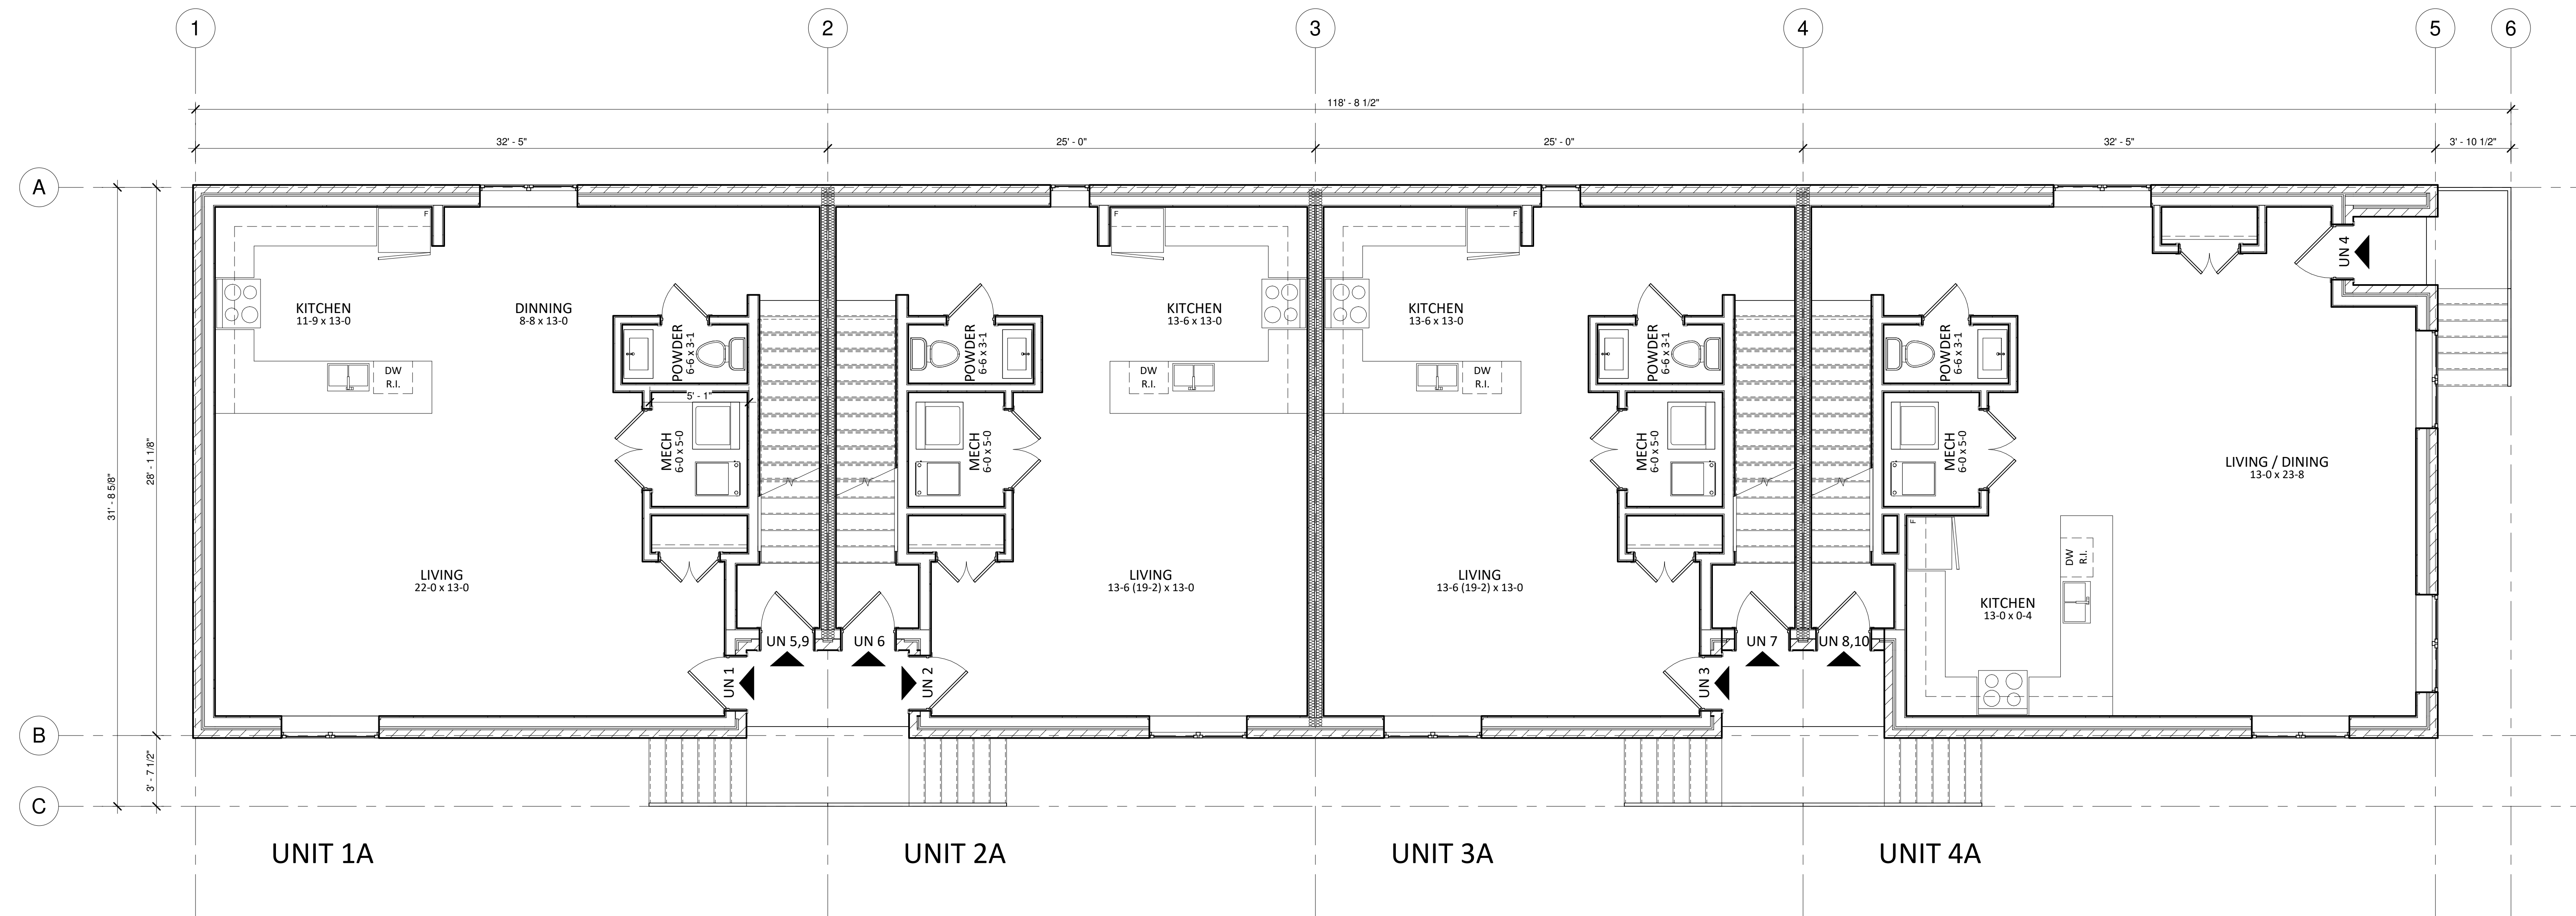 1
2
3
4
5
6
118' - 8 1/2"
32' - 5"
25' - 0"
25' - 0"
32' - 5"
3' - 10 1/2"
A
B
C
31' - 8 5/8"
28' - 1 1/8"
3' - 7 1/2"
F
KITCHEN
11-9 x 13-0
DINNING
8-8 x 13-0
DW
R.I.
POWDER
6-6 x 3-1
5' - 1"
MECH
6-0 x 5-0
LIVING
22-0 x 13-0
UN 1
UN 5,9
UN 6
UN 2
POWDER
6-6 x 3-1
MECH
6-0 x 5-0
F
KITCHEN
13-6 x 13-0
DW
R.I.
LIVING
13-6 (19-2) x 13-0
F
KITCHEN
13-6 x 13-0
DW
R.I.
POWDER
6-6 x 3-1
MECH
6-0 x 5-0
LIVING
13-6 (19-2) x 13-0
UN 3
UN 7
UN 8,10
POWDER
6-6 x 3-1
MECH
6-0 x 5-0
UN 4
LIVING / DINING
13-0 x 23-8
F
DW
R.I.
KITCHEN
13-0 x 0-4
UNIT 1A
UNIT 2A
UNIT 3A
UNIT 4A